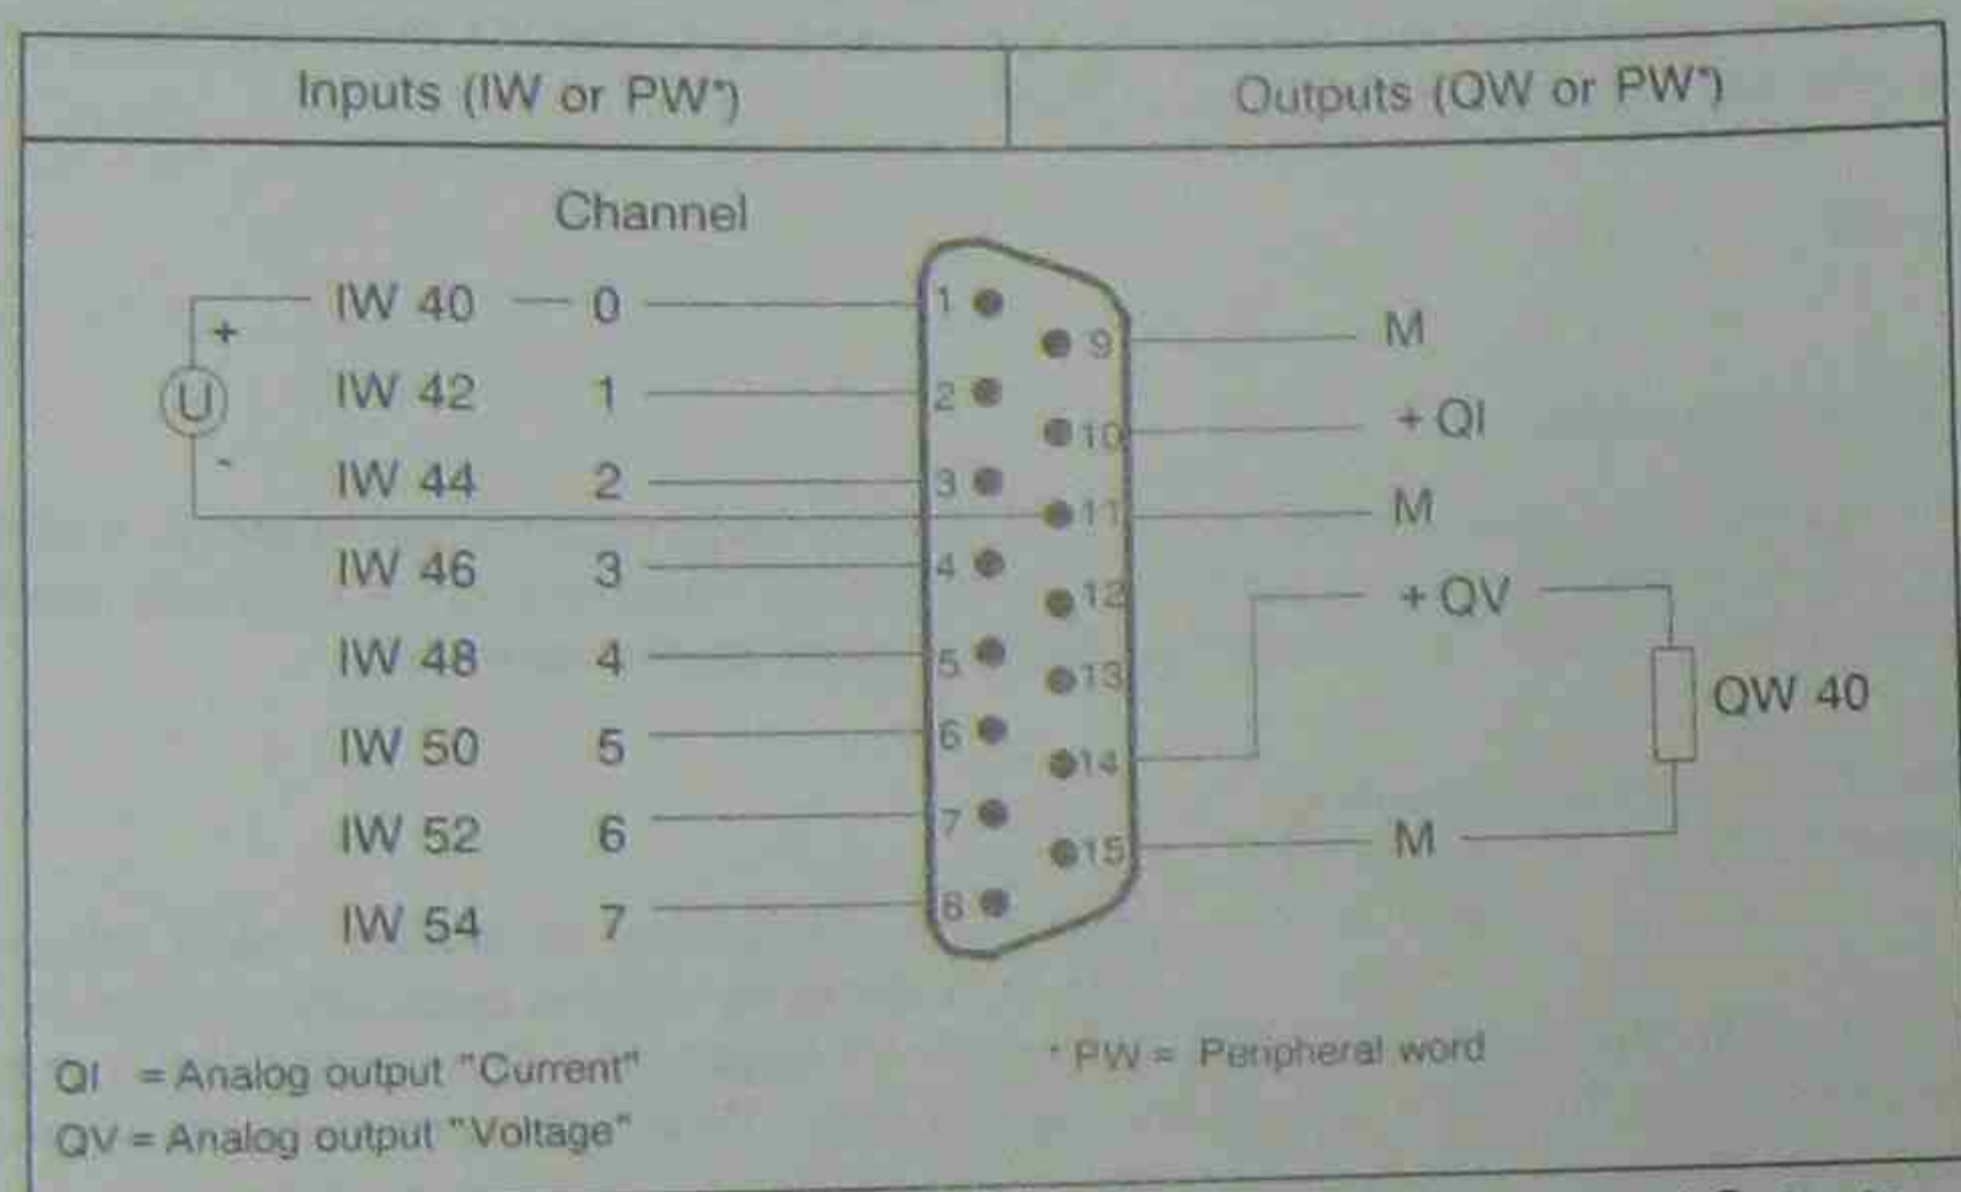 Inputs (IW or PW*)
Outputs (QW or PW*)
Channel
IW 40 0 1
9 M
+
IW 42 1 2
U
10 + QI
-
IW 44 2 3
11 M
IW 46 3 4
12 + QV
IW 48 4 5
13
QW 40
IW 50 5 6
14
IW 52 6 7
15 M
IW 54 7 8
QI = Analog output "Current"
* PW = Peripheral word
QV = Analog output "Voltage"